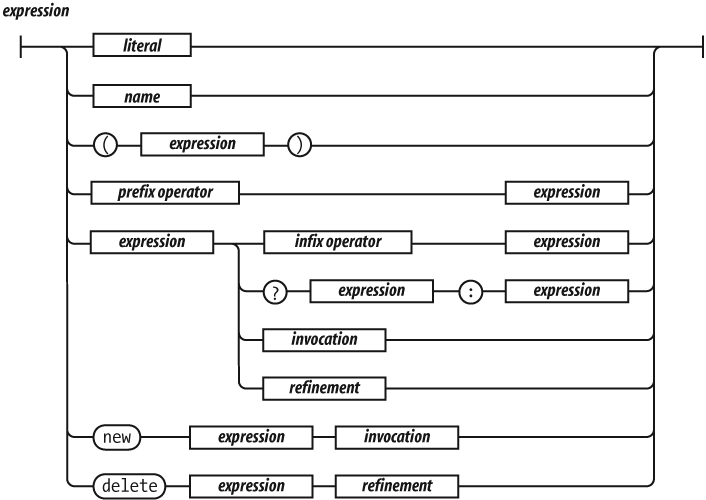 expression
literal
name
( expression )
prefix operator expression
expression infix operator expression
? expression : expression
invocation
refinement
new expression invocation
delete expression refinement